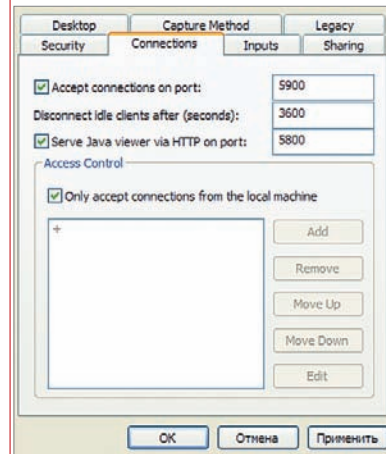 Desktop Capture Method Legacy
Security Connections Inputs Sharing
Accept connections on port: 5900
Disconnect idle clients after (seconds): 3600
Serve Java viewer via HTTP on port: 5800
Access Control
Only accept connections from the local machine
+ Add
Remove
Move Up
Move Down
Edit
OK Отмена Применить